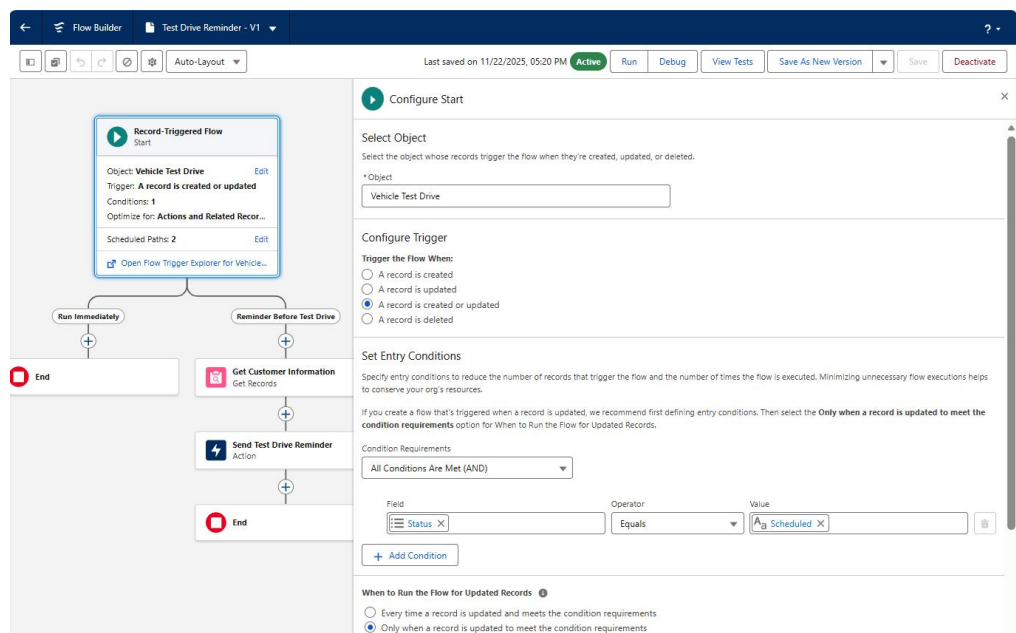 Flow Builder
Test Drive Reminder - V1
?
Auto-Layout
Last saved on 11/22/2025, 05:20 PM
Active
Run
Debug
View Tests
Save As New Version
Save
Deactivate
Record-Triggered Flow
Start
Object: Vehicle Test Drive
Edit
Trigger: A record is created or updated
Conditions: 1
Optimize for: Actions and Related Recor...
Scheduled Paths: 2
Edit
Open Flow Trigger Explorer for Vehicle...
Run Immediately
Reminder Before Test Drive
End
Get Customer Information
Get Records
Send Test Drive Reminder
Action
End
Configure Start
Select Object
Select the object whose records trigger the flow when they're created, updated, or deleted.
*Object
Vehicle Test Drive
Configure Trigger
Trigger the Flow When:
A record is created
A record is updated
A record is created or updated
A record is deleted
Set Entry Conditions
Specify entry conditions to reduce the number of records that trigger the flow and the number of times the flow is executed. Minimizing unnecessary flow executions helps
to conserve your org's resources.
If you create a flow that's triggered when a record is updated, we recommend first defining entry conditions. Then select the Only when a record is updated to meet the
condition requirements option for When to Run the Flow for Updated Records.
Condition Requirements
All Conditions Are Met (AND)
Field
Operator
Value
Status
Equals
Aa Scheduled
+ Add Condition
When to Run the Flow for Updated Records
Every time a record is updated and meets the condition requirements
Only when a record is updated to meet the condition requirements